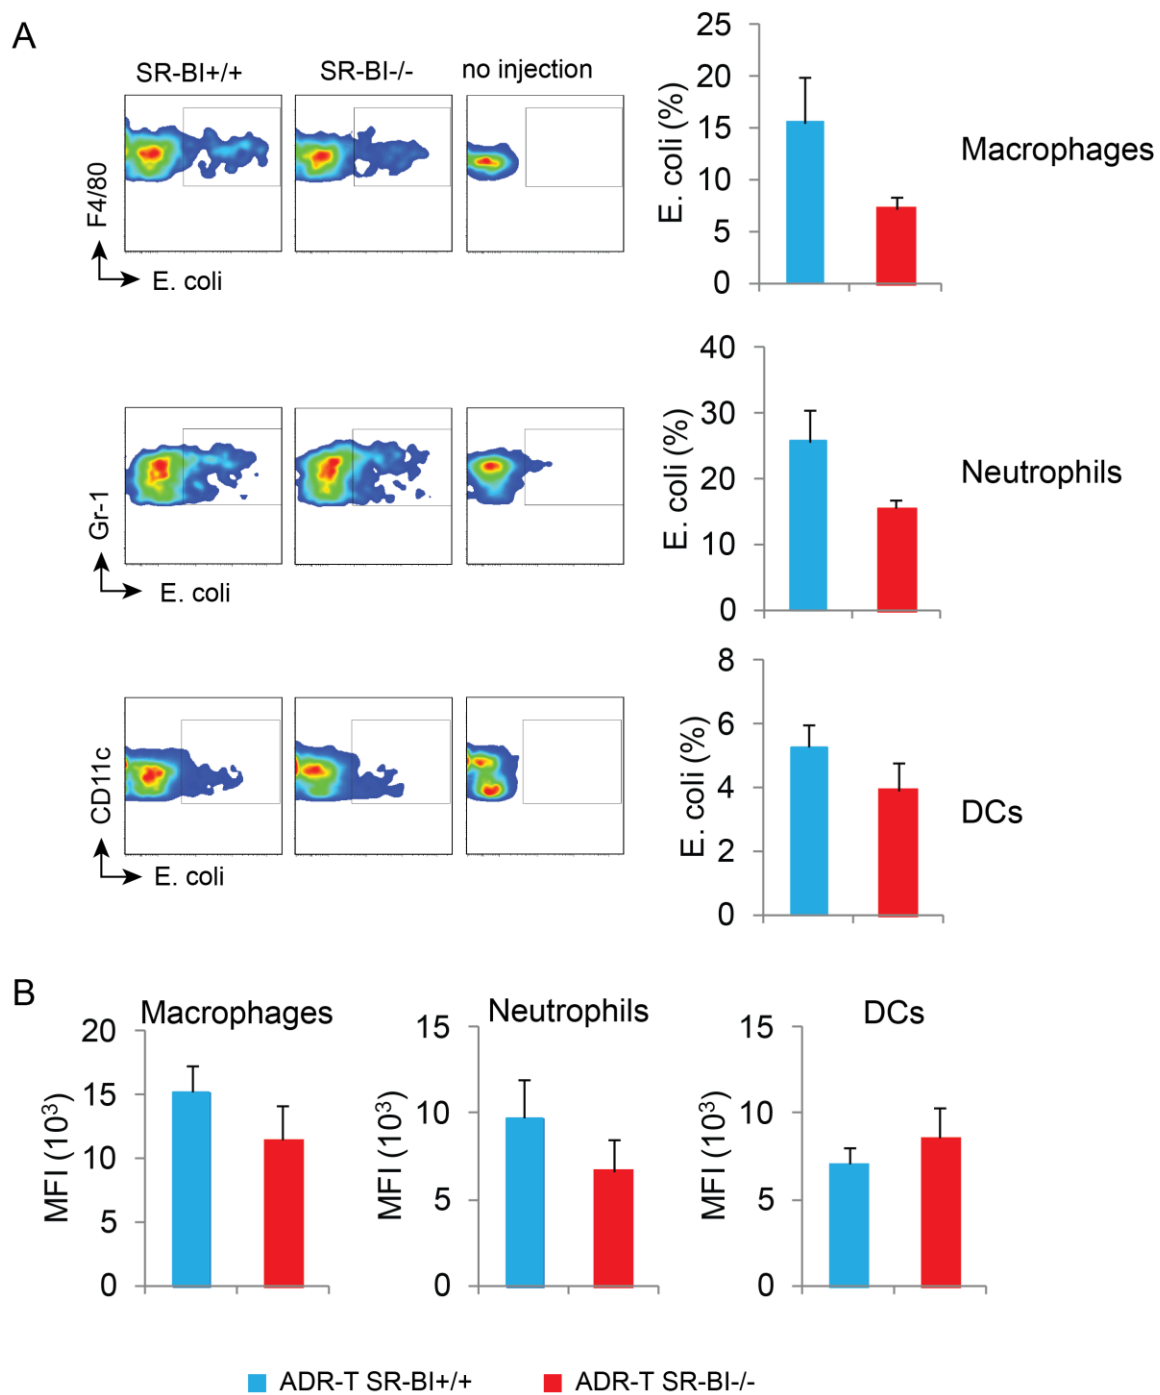 A
SR-BI+/+ SR-BI-/- no injection
F4/80
E. coli
25
20
15
10
5
0
E. coli (%)
Macrophages
Gr-1
E. coli
40
30
20
10
0
E. coli (%)
Neutrophils
CD11c
E. coli
8
6
4
2
0
E. coli (%)
DCs
B
Macrophages
20
15
10
5
0
MFI (10³)
Neutrophils
15
10
5
0
MFI (10³)
DCs
15
10
5
0
MFI (10³)
ADR-T SR-BI+/+ ADR-T SR-BI-/-